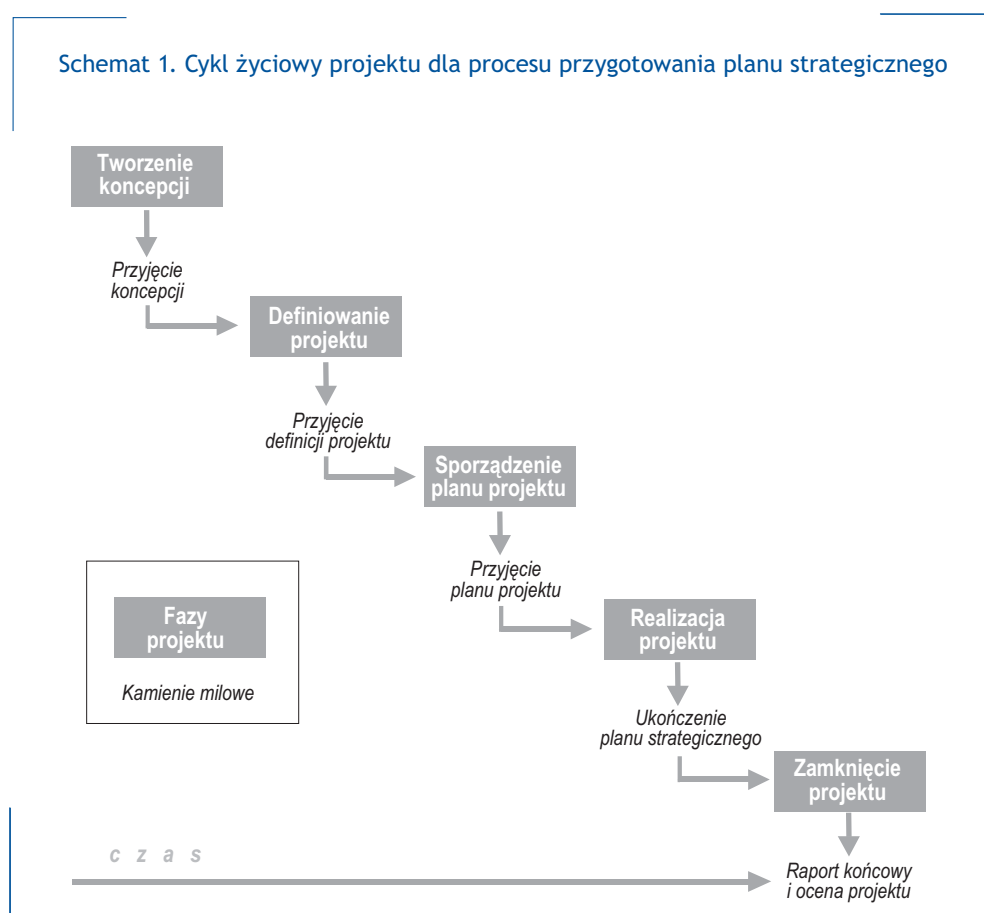 Schemat 1. Cykl życiowy projektu dla procesu przygotowania planu strategicznego
Tworzenie
koncepcji
Przyjęcie
koncepcji
Definiowanie
projektu
Przyjęcie
definicji projektu
Sporządzenie
planu projektu
Przyjęcie
planu projektu
Fazy
projektu
Kamienie milowe
Realizacja
projektu
Ukończenie
planu strategicznego
Zamknięcie
projektu
czas
Raport końcowy
i ocena projektu